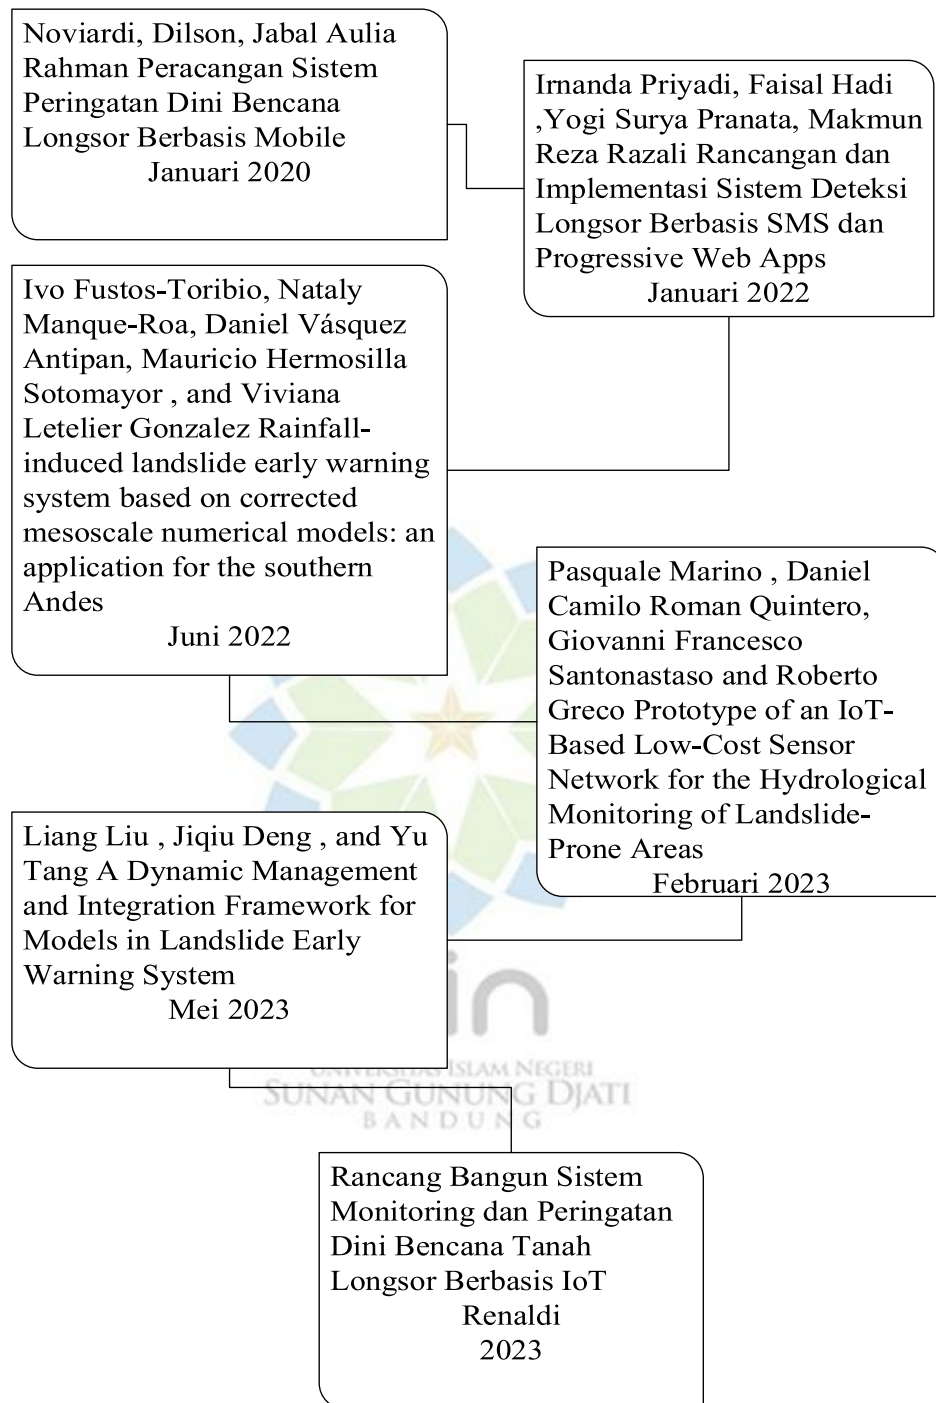 Noviardi, Dilson, Jabal Aulia
Rahman Peracangan Sistem
Peringatan Dini Bencana
Longsor Berbasis Mobile
Januari 2020
Irnanda Priyadi, Faisal Hadi
,Yogi Surya Pranata, Makmun
Reza Razali Rancangan dan
Implementasi Sistem Deteksi
Longsor Berbasis SMS dan
Progressive Web Apps
Januari 2022
Ivo Fustos-Toribio, Nataly
Manque-Roa, Daniel Vásquez
Antipan, Mauricio Hermosilla
Sotomayor , and Viviana
Letelier Gonzalez Rainfall-
induced landslide early warning
system based on corrected
mesoscale numerical models: an
application for the southern
Andes
Juni 2022
Pasquale Marino , Daniel
Camilo Roman Quintero,
Giovanni Francesco
Santonastaso and Roberto
Greco Prototype of an IoT-
Based Low-Cost Sensor
Network for the Hydrological
Monitoring of Landslide-
Prone Areas
Februari 2023
Liang Liu , Jiqiu Deng , and Yu
Tang A Dynamic Management
and Integration Framework for
Models in Landslide Early
Warning System
Mei 2023
UNIVERSITAS ISLAM NEGERI
SUNAN GUNUNG DJATI
BANDUNG
Rancang Bangun Sistem
Monitoring dan Peringatan
Dini Bencana Tanah
Longsor Berbasis IoT
Renaldi
2023